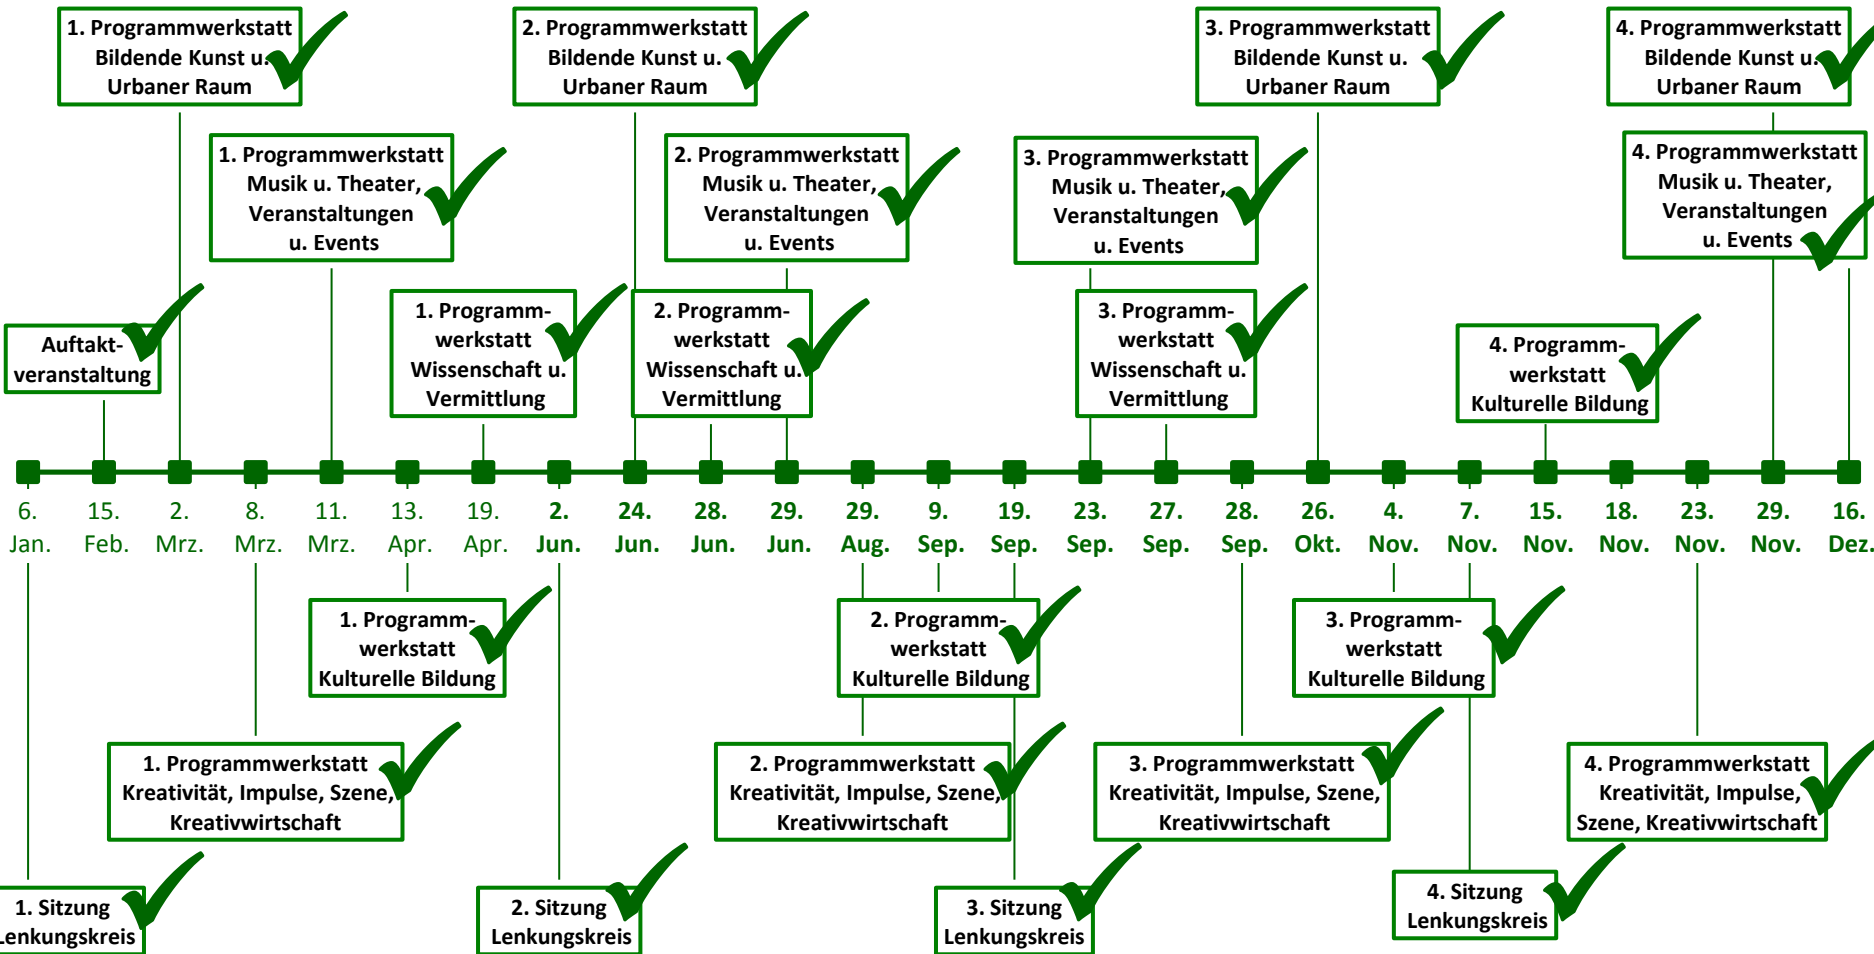 1. Programmwerkstatt
Bildende Kunst u.
Urbaner Raum
2. Programmwerkstatt
Bildende Kunst u.
Urbaner Raum
3. Programmwerkstatt
Bildende Kunst u.
Urbaner Raum
4. Programmwerkstatt
Bildende Kunst u.
Urbaner Raum
1. Programmwerkstatt
Musik u. Theater,
Veranstaltungen
u. Events
2. Programmwerkstatt
Musik u. Theater,
Veranstaltungen
u. Events
3. Programmwerkstatt
Musik u. Theater,
Veranstaltungen
u. Events
4. Programmwerkstatt
Musik u. Theater,
Veranstaltungen
u. Events
Auftakt-
veranstaltung
1. Programm-
werkstatt
Wissenschaft u.
Vermittlung
2. Programm-
werkstatt
Wissenschaft u.
Vermittlung
3. Programm-
werkstatt
Wissenschaft u.
Vermittlung
4. Programm-
werkstatt
Kulturelle Bildung
6. 15. 2. 8. 11. 13. 19. 2. 24. 28. 29. 29. 9. 19. 23. 27. 28. 26. 4. 7. 15. 18. 23. 29. 16.
Jan. Feb. Mrz. Mrz. Mrz. Apr. Apr. Jun. Jun. Jun. Jun. Aug. Sep. Sep. Sep. Sep. Sep. Okt. Nov. Nov. Nov. Nov. Nov. Nov. Dez.
1. Programm-
werkstatt
Kulturelle Bildung
2. Programm-
werkstatt
Kulturelle Bildung
3. Programm-
werkstatt
Kulturelle Bildung
1. Programmwerkstatt
Kreativität, Impulse, Szene,
Kreativwirtschaft
2. Programmwerkstatt
Kreativität, Impulse, Szene,
Kreativwirtschaft
3. Programmwerkstatt
Kreativität, Impulse, Szene,
Kreativwirtschaft
4. Programmwerkstatt
Kreativität, Impulse,
Szene, Kreativwirtschaft
1. Sitzung
Lenkungskreis
2. Sitzung
Lenkungskreis
3. Sitzung
Lenkungskreis
4. Sitzung
Lenkungskreis